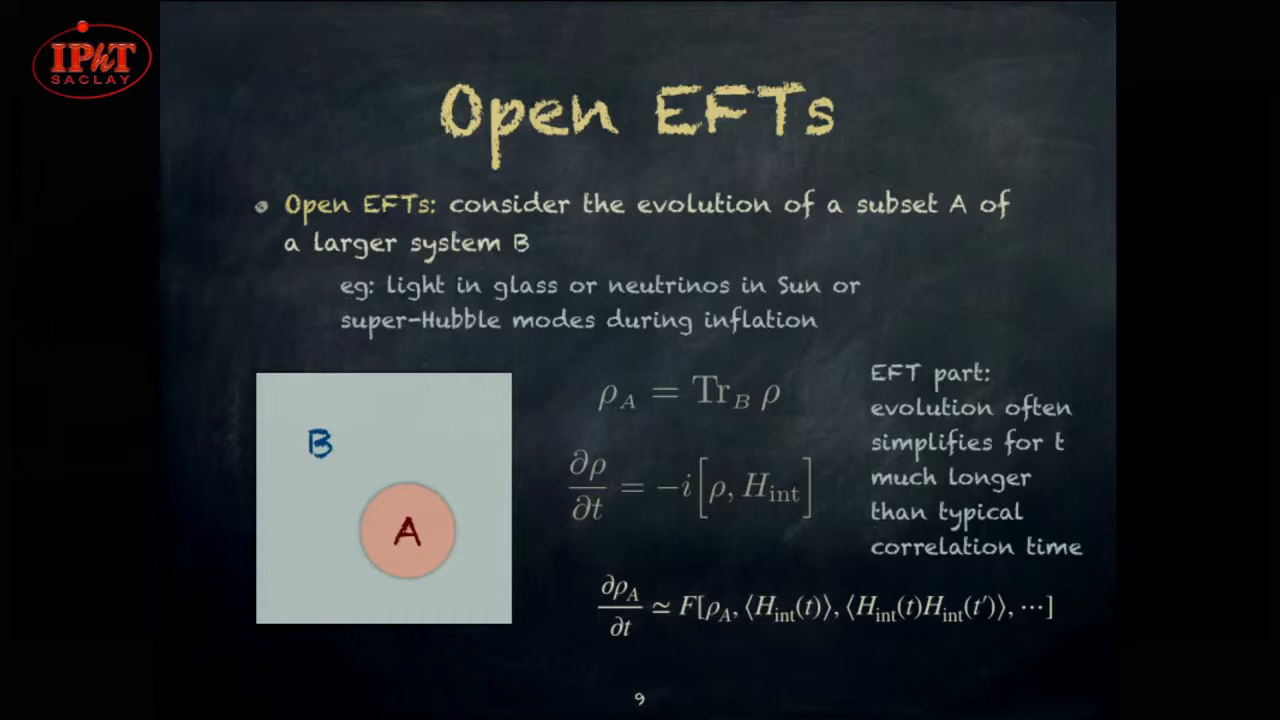 IPhT
SACLAY
Open EFTs
Open EFTs: consider the evolution of a subset A of
a larger system B
eg: light in glass or neutrinos in Sun or
super-Hubble modes during inflation
B
A
ρ_A = Tr_B ρ
∂ρ/∂t = −i[ρ, H_int]
EFT part:
evolution often
simplifies for t
much longer
than typical
correlation time
∂ρ_A/∂t ≃ F[ρ_A, ⟨H_int(t)⟩, ⟨H_int(t)H_int(t′)⟩, ⋯]
9